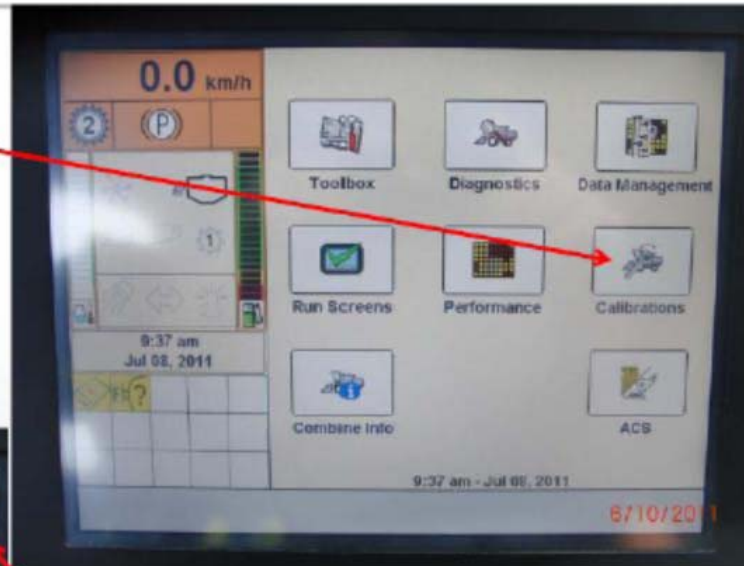 0.0 km/h
2 (P)
Toolbox Diagnostics Data Management
1
Run Screens Performance Calibrations
9:37 am
Jul 08, 2011
?
Combine Info ACS
9:37 am - Jul 08, 2011
6/10/201